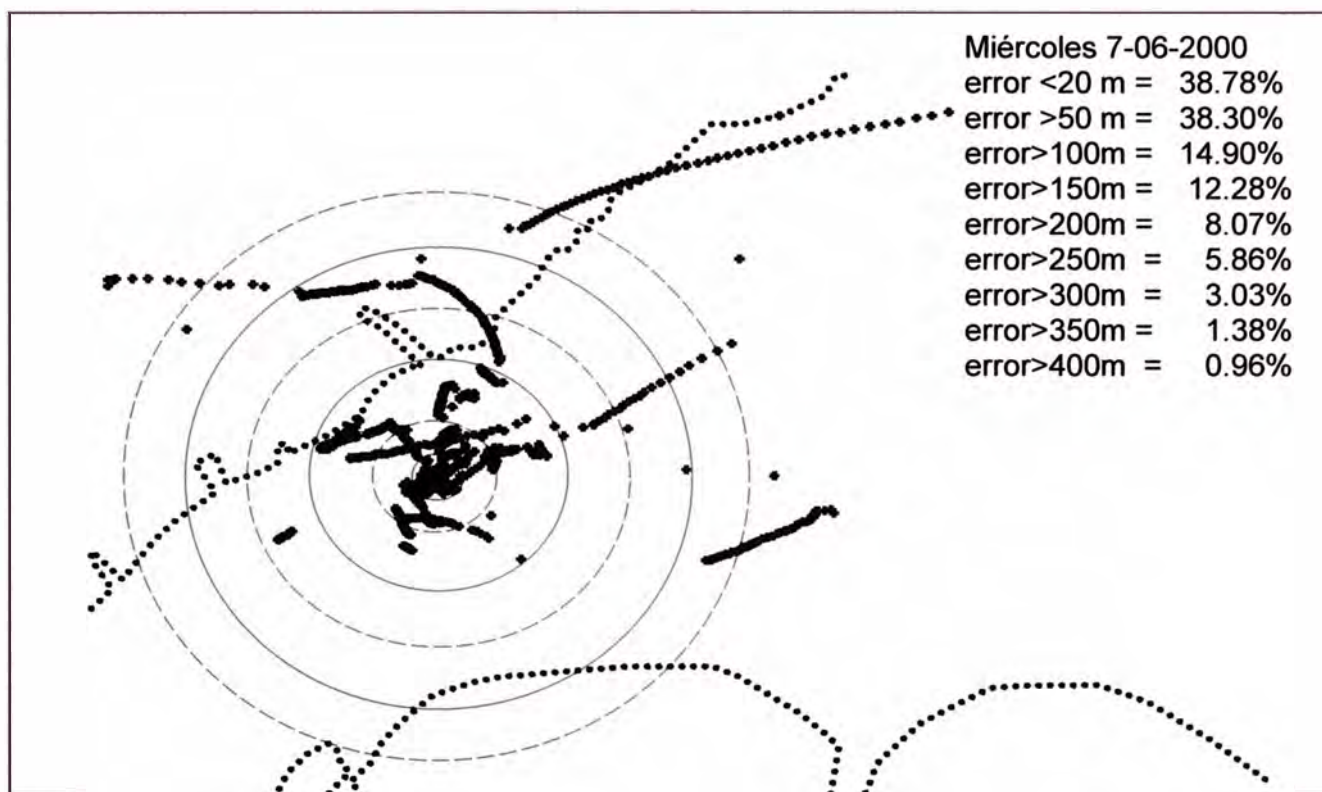 Miércoles 7-06-2000
error <20 m = 38.78%
error >50 m = 38.30%
error>100m = 14.90%
error>150m = 12.28%
error>200m = 8.07%
error>250m = 5.86%
error>300m = 3.03%
error>350m = 1.38%
error>400m = 0.96%